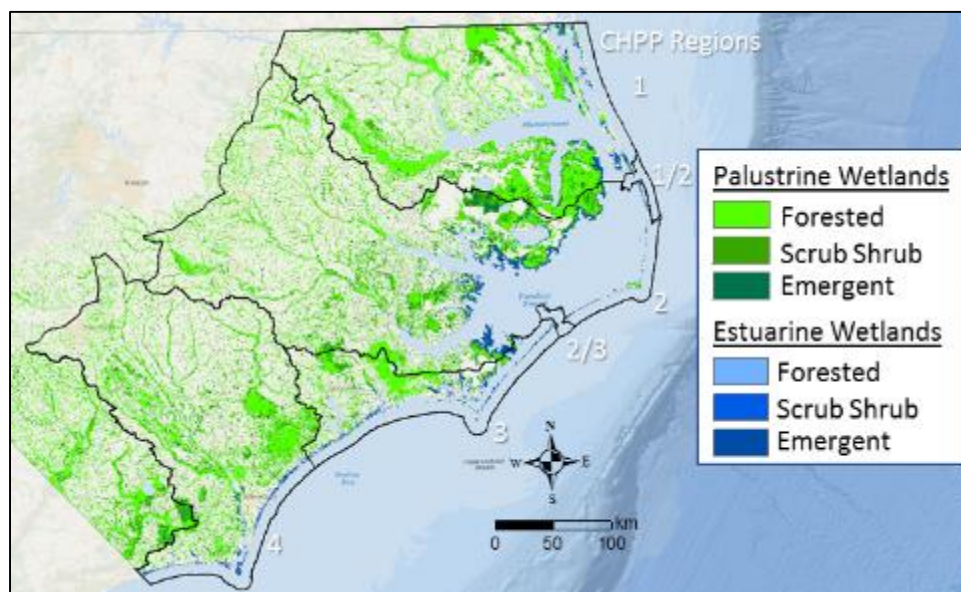 CHPP Regions
1
1/2
2
2/3
3
4
Palustrine Wetlands
Forested
Scrub Shrub
Emergent
Estuarine Wetlands
Forested
Scrub Shrub
Emergent
N
W E
S
km
0 50 100